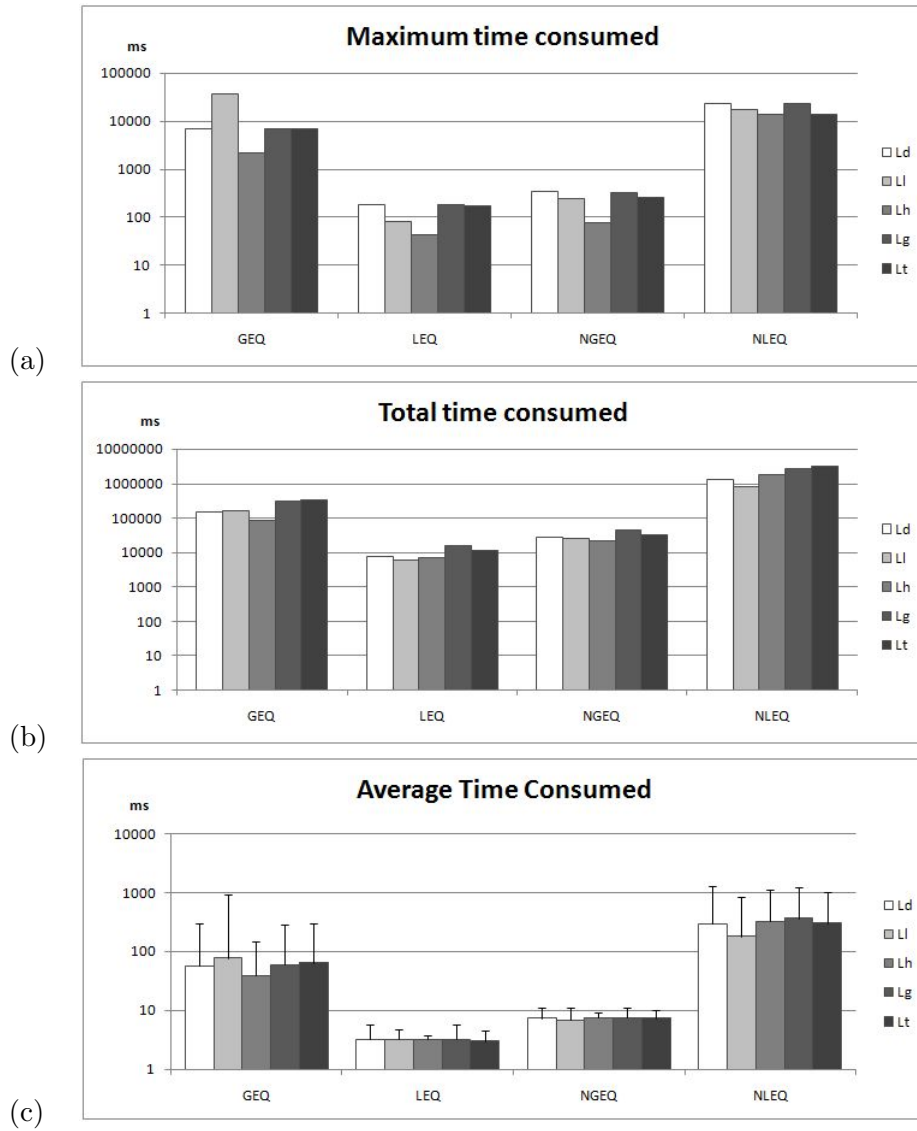 Maximum time consumed
ms
100000
10000
1000
100
10
1
GEQ LEQ NGEQ NLEQ
Ld
Ll
Lh
Lg
Lt
(a)
Total time consumed
ms
10000000
1000000
100000
10000
1000
100
10
1
GEQ LEQ NGEQ NLEQ
Ld
Ll
Lh
Lg
Lt
(b)
Average Time Consumed
ms
10000
1000
100
10
1
GEQ LEQ NGEQ NLEQ
Ld
Ll
Lh
Lg
Lt
(c)